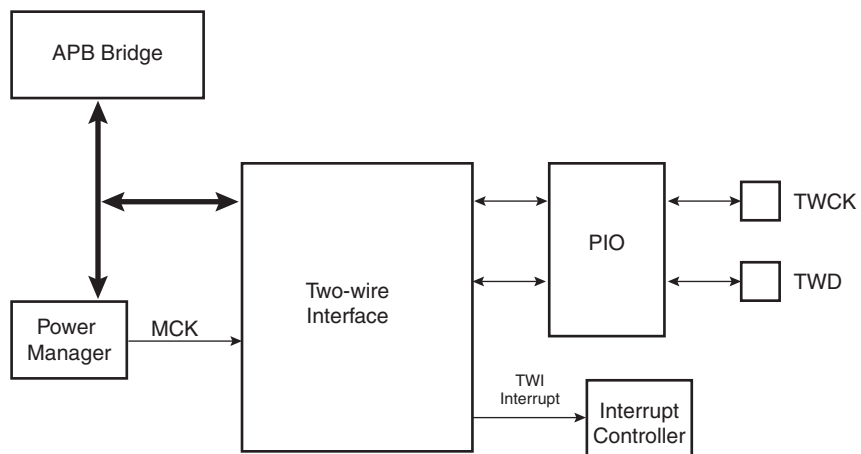 APB Bridge
TWCK
PIO
Two-wire
Interface
TWD
Power
Manager
MCK
TWI
Interrupt
Interrupt
Controller